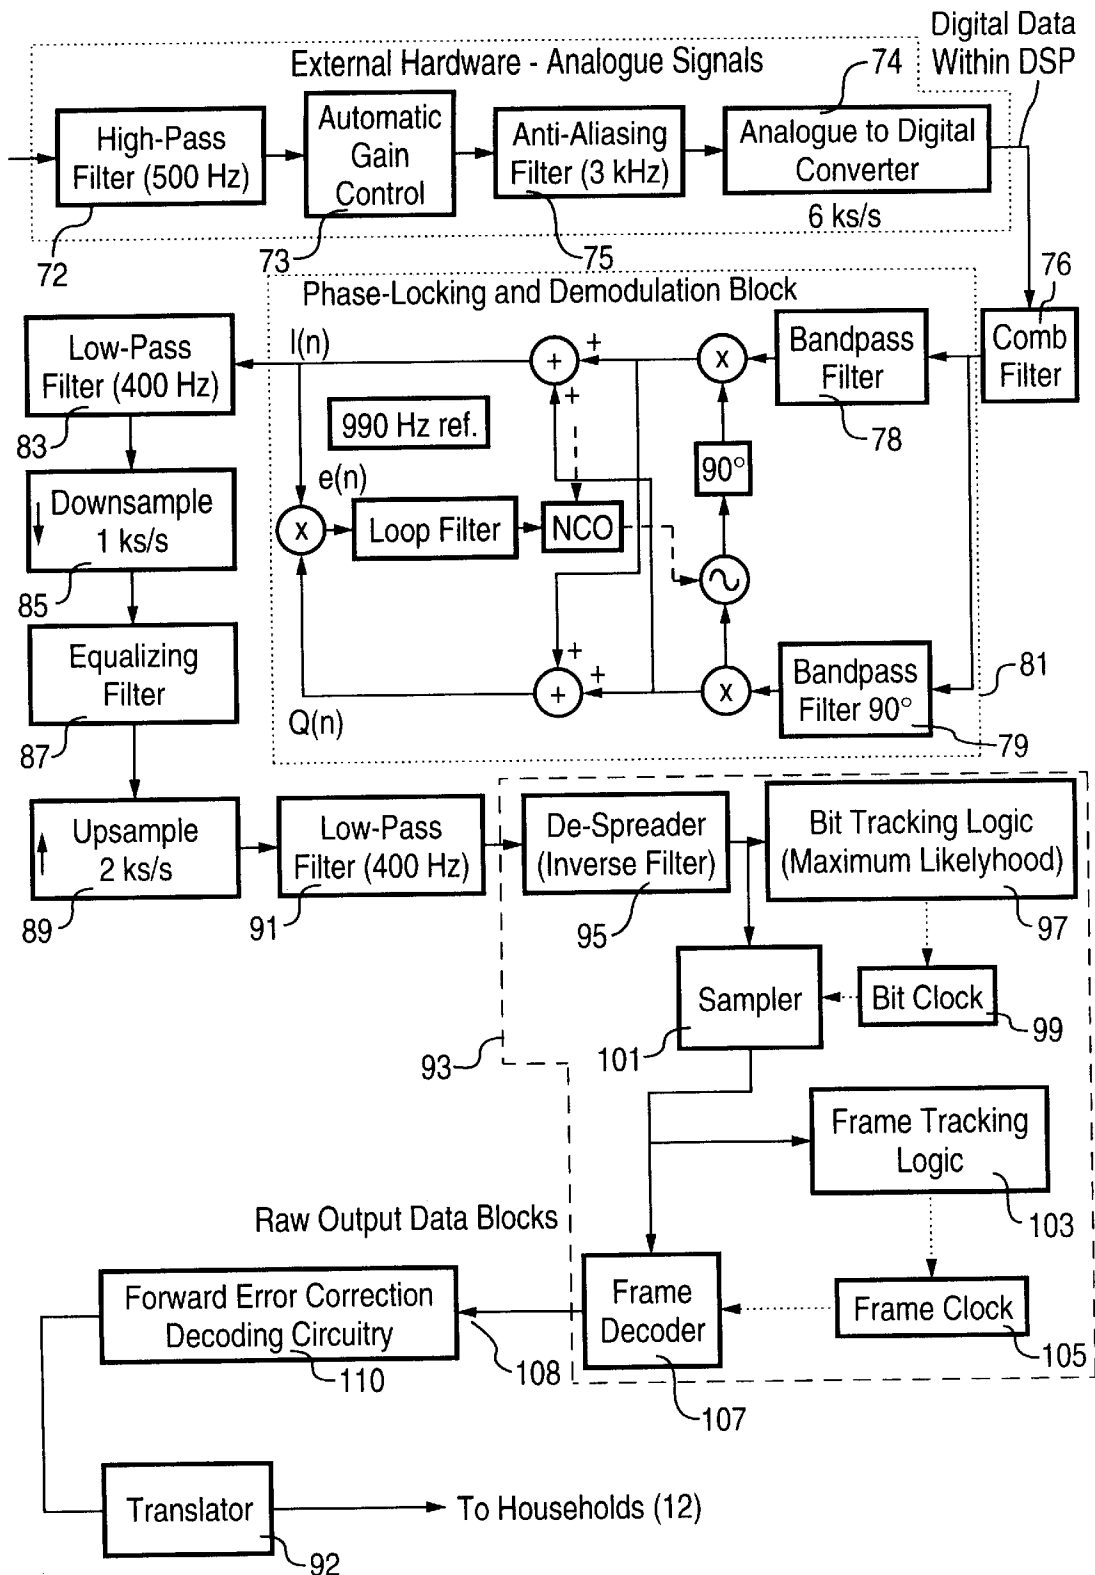 Digital Data
Within DSP
External Hardware - Analogue Signals
74
High-Pass
Filter (500 Hz)
Automatic
Gain
Control
Anti-Aliasing
Filter (3 kHz)
Analogue to Digital
Converter
6 ks/s
72
73
75
76
Phase-Locking and Demodulation Block
Low-Pass
Filter (400 Hz)
I(n)
+
+
+
x
Bandpass
Filter
Comb
Filter
83
990 Hz ref.
78
90°
e(n)
Downsample
1 ks/s
x
Loop Filter
NCO
85
Equalizing
Filter
+
+
+
x
Bandpass
Filter 90°
81
Q(n)
87
79
Upsample
2 ks/s
Low-Pass
Filter (400 Hz)
De-Spreader
(Inverse Filter)
Bit Tracking Logic
(Maximum Likelyhood)
89
91
95
97
Sampler
Bit Clock
93
101
99
Frame Tracking
Logic
Raw Output Data Blocks
103
Forward Error Correction
Decoding Circuitry
Frame
Decoder
Frame Clock
110
108
105
107
Translator
To Households (12)
92